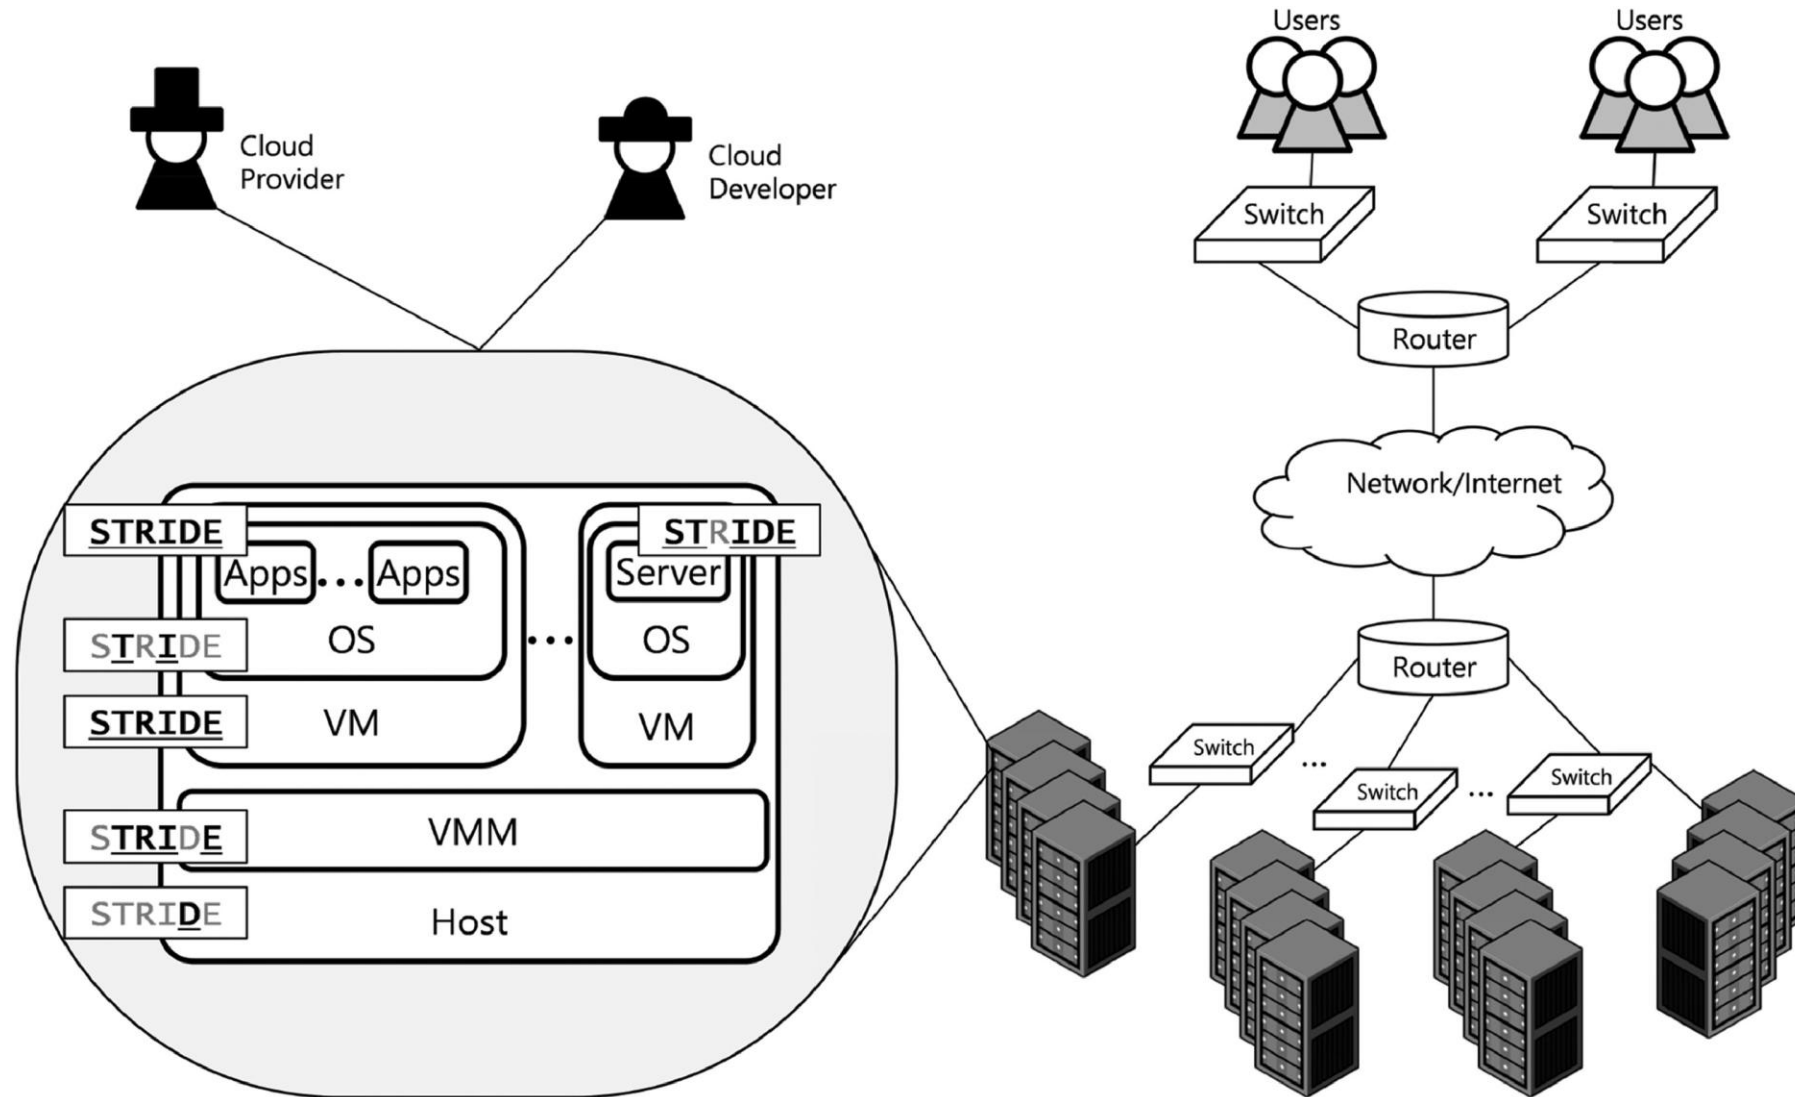 Users
Users
Cloud
Provider
Cloud
Developer
Switch
Switch
Router
Network/Internet
STRIDE
STRIDE
Apps
...
Apps
Server
STRIDE
OS
...
OS
Router
STRIDE
VM
VM
Switch
...
Switch
...
Switch
STRIDE
VMM
STRIDE
Host